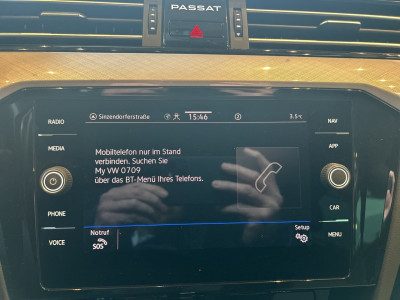 PASSAT
RADIO
MEDIA
PHONE
VOICE
Sinzendorferstraße
15:46
3.5°C
Mobiltelefon nur im Stand
verbinden. Suchen Sie
My VW 0709
über das BT-Menü Ihres Telefons.
Notruf
SOS
Setup
NAV
APP
CAR
MENU